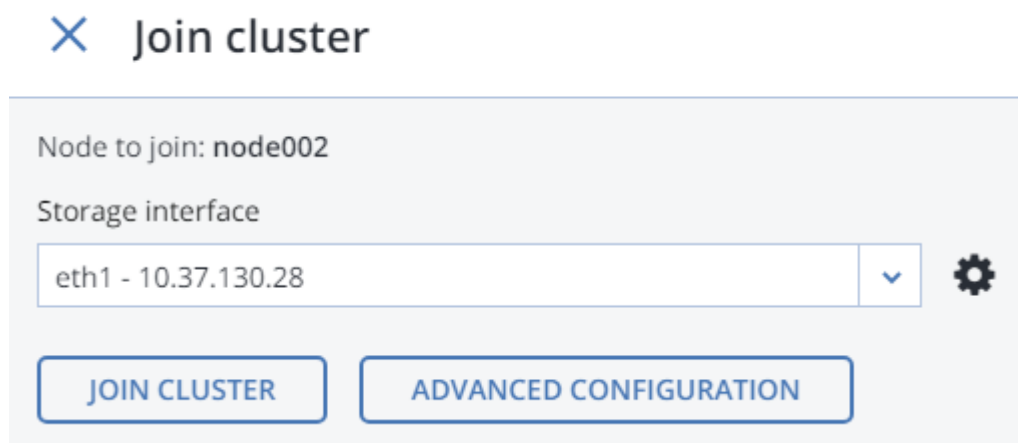 Join cluster
Node to join: node002
Storage interface
eth1 - 10.37.130.28
JOIN CLUSTER ADVANCED CONFIGURATION